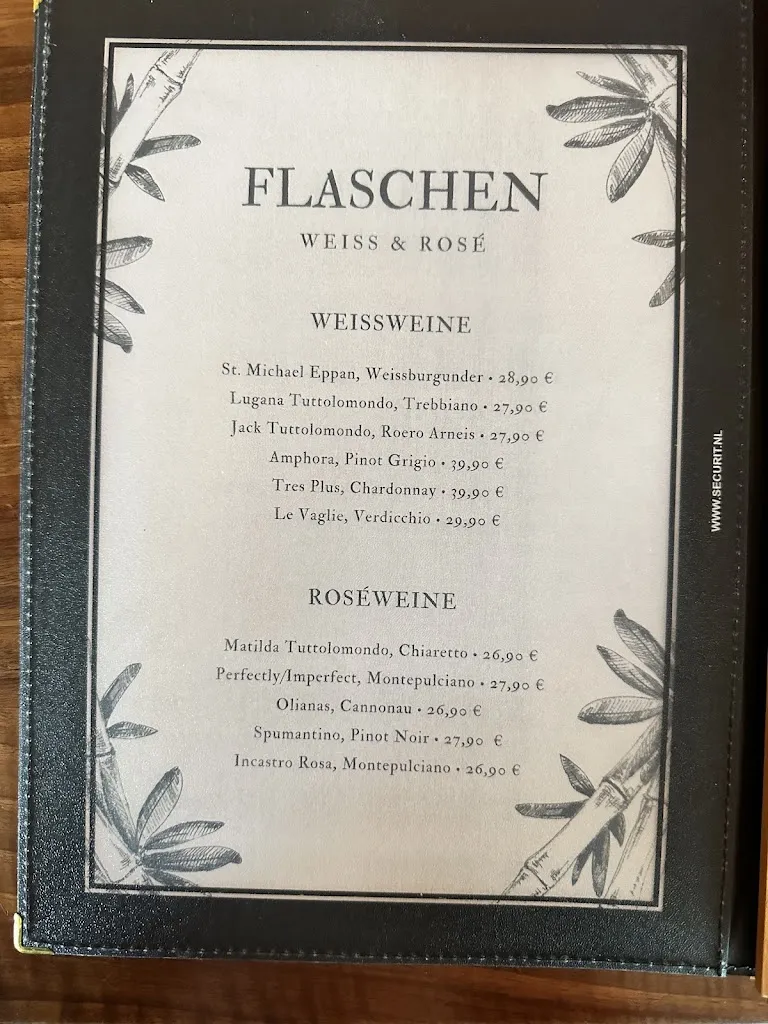 FLASCHEN
WEISS & ROSÉ
WEISSWEINE
St. Michael Eppan, Weissburgunder • 28,90 €
Lugana Tuttolomondo, Trebbiano • 27,90 €
Jack Tuttolomondo, Roero Arneis • 27,90 €
Amphora, Pinot Grigio • 39,90 €
Tres Plus, Chardonnay • 39,90 €
Le Vaglie, Verdicchio • 29,90 €
ROSÉWEINE
Matilda Tuttolomondo, Chiaretto • 26,90 €
Perfectly/Imperfect, Montepulciano • 27,90 €
Olianas, Cannonau • 26,90 €
Spumantino, Pinot Noir • 27,90 €
Incastro Rosa, Montepulciano • 26,90 €
WWW.SECURIT.NL